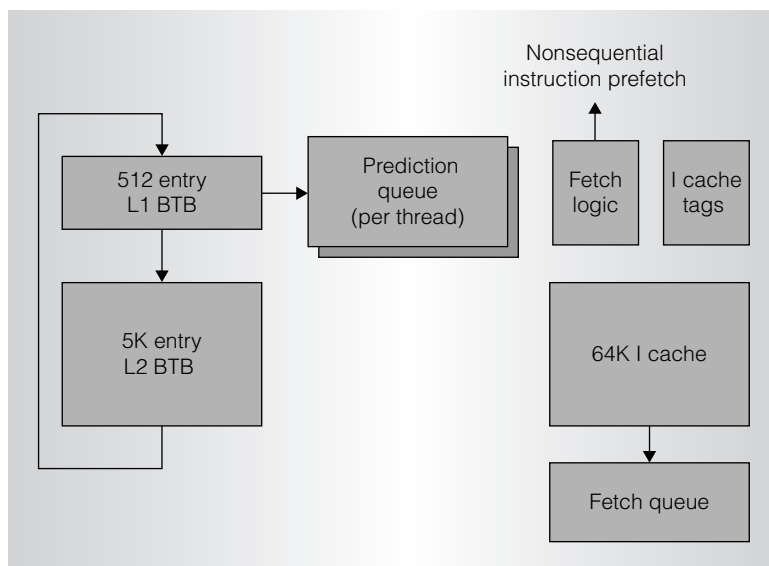 Nonsequential
instruction prefetch
512 entry
L1 BTB
Prediction
queue
(per thread)
Fetch
logic
I cache
tags
5K entry
L2 BTB
64K I cache
Fetch queue